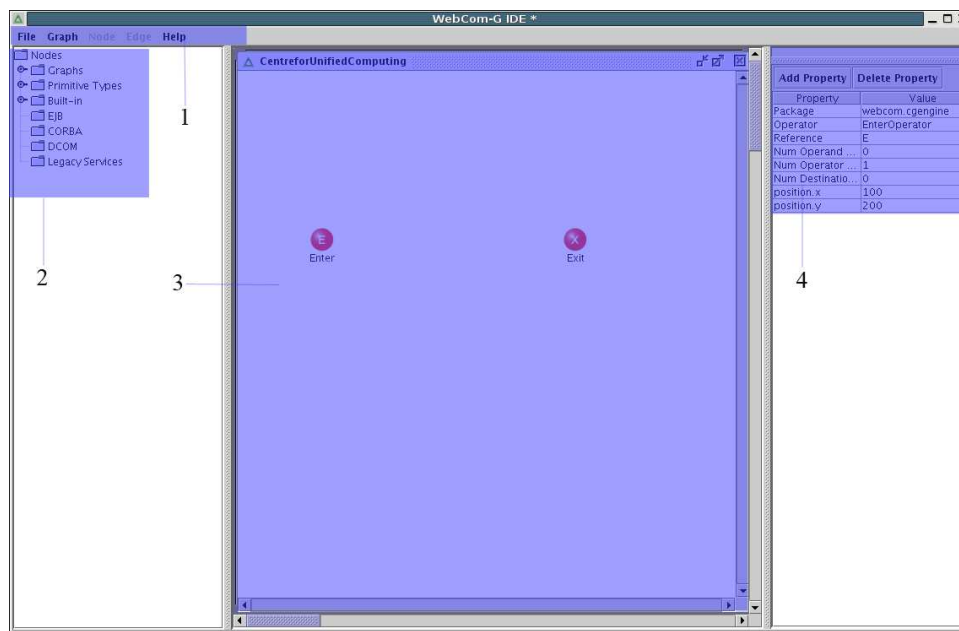 WebCom-G IDE *
File Graph Node Edge Help
Nodes
Graphs
Primitive Types
Built-in
EJB
CORBA
DCOM
Legacy Services
1
2
CentreforUnifiedComputing
E
Enter
X
Exit
3
Add Property Delete Property
Property Value
Package webcom.cgengine
Operator EnterOperator
Reference E
Num Operand ... 0
Num Operator ... 1
Num Destinatio... 0
position.x 100
position.y 200
4